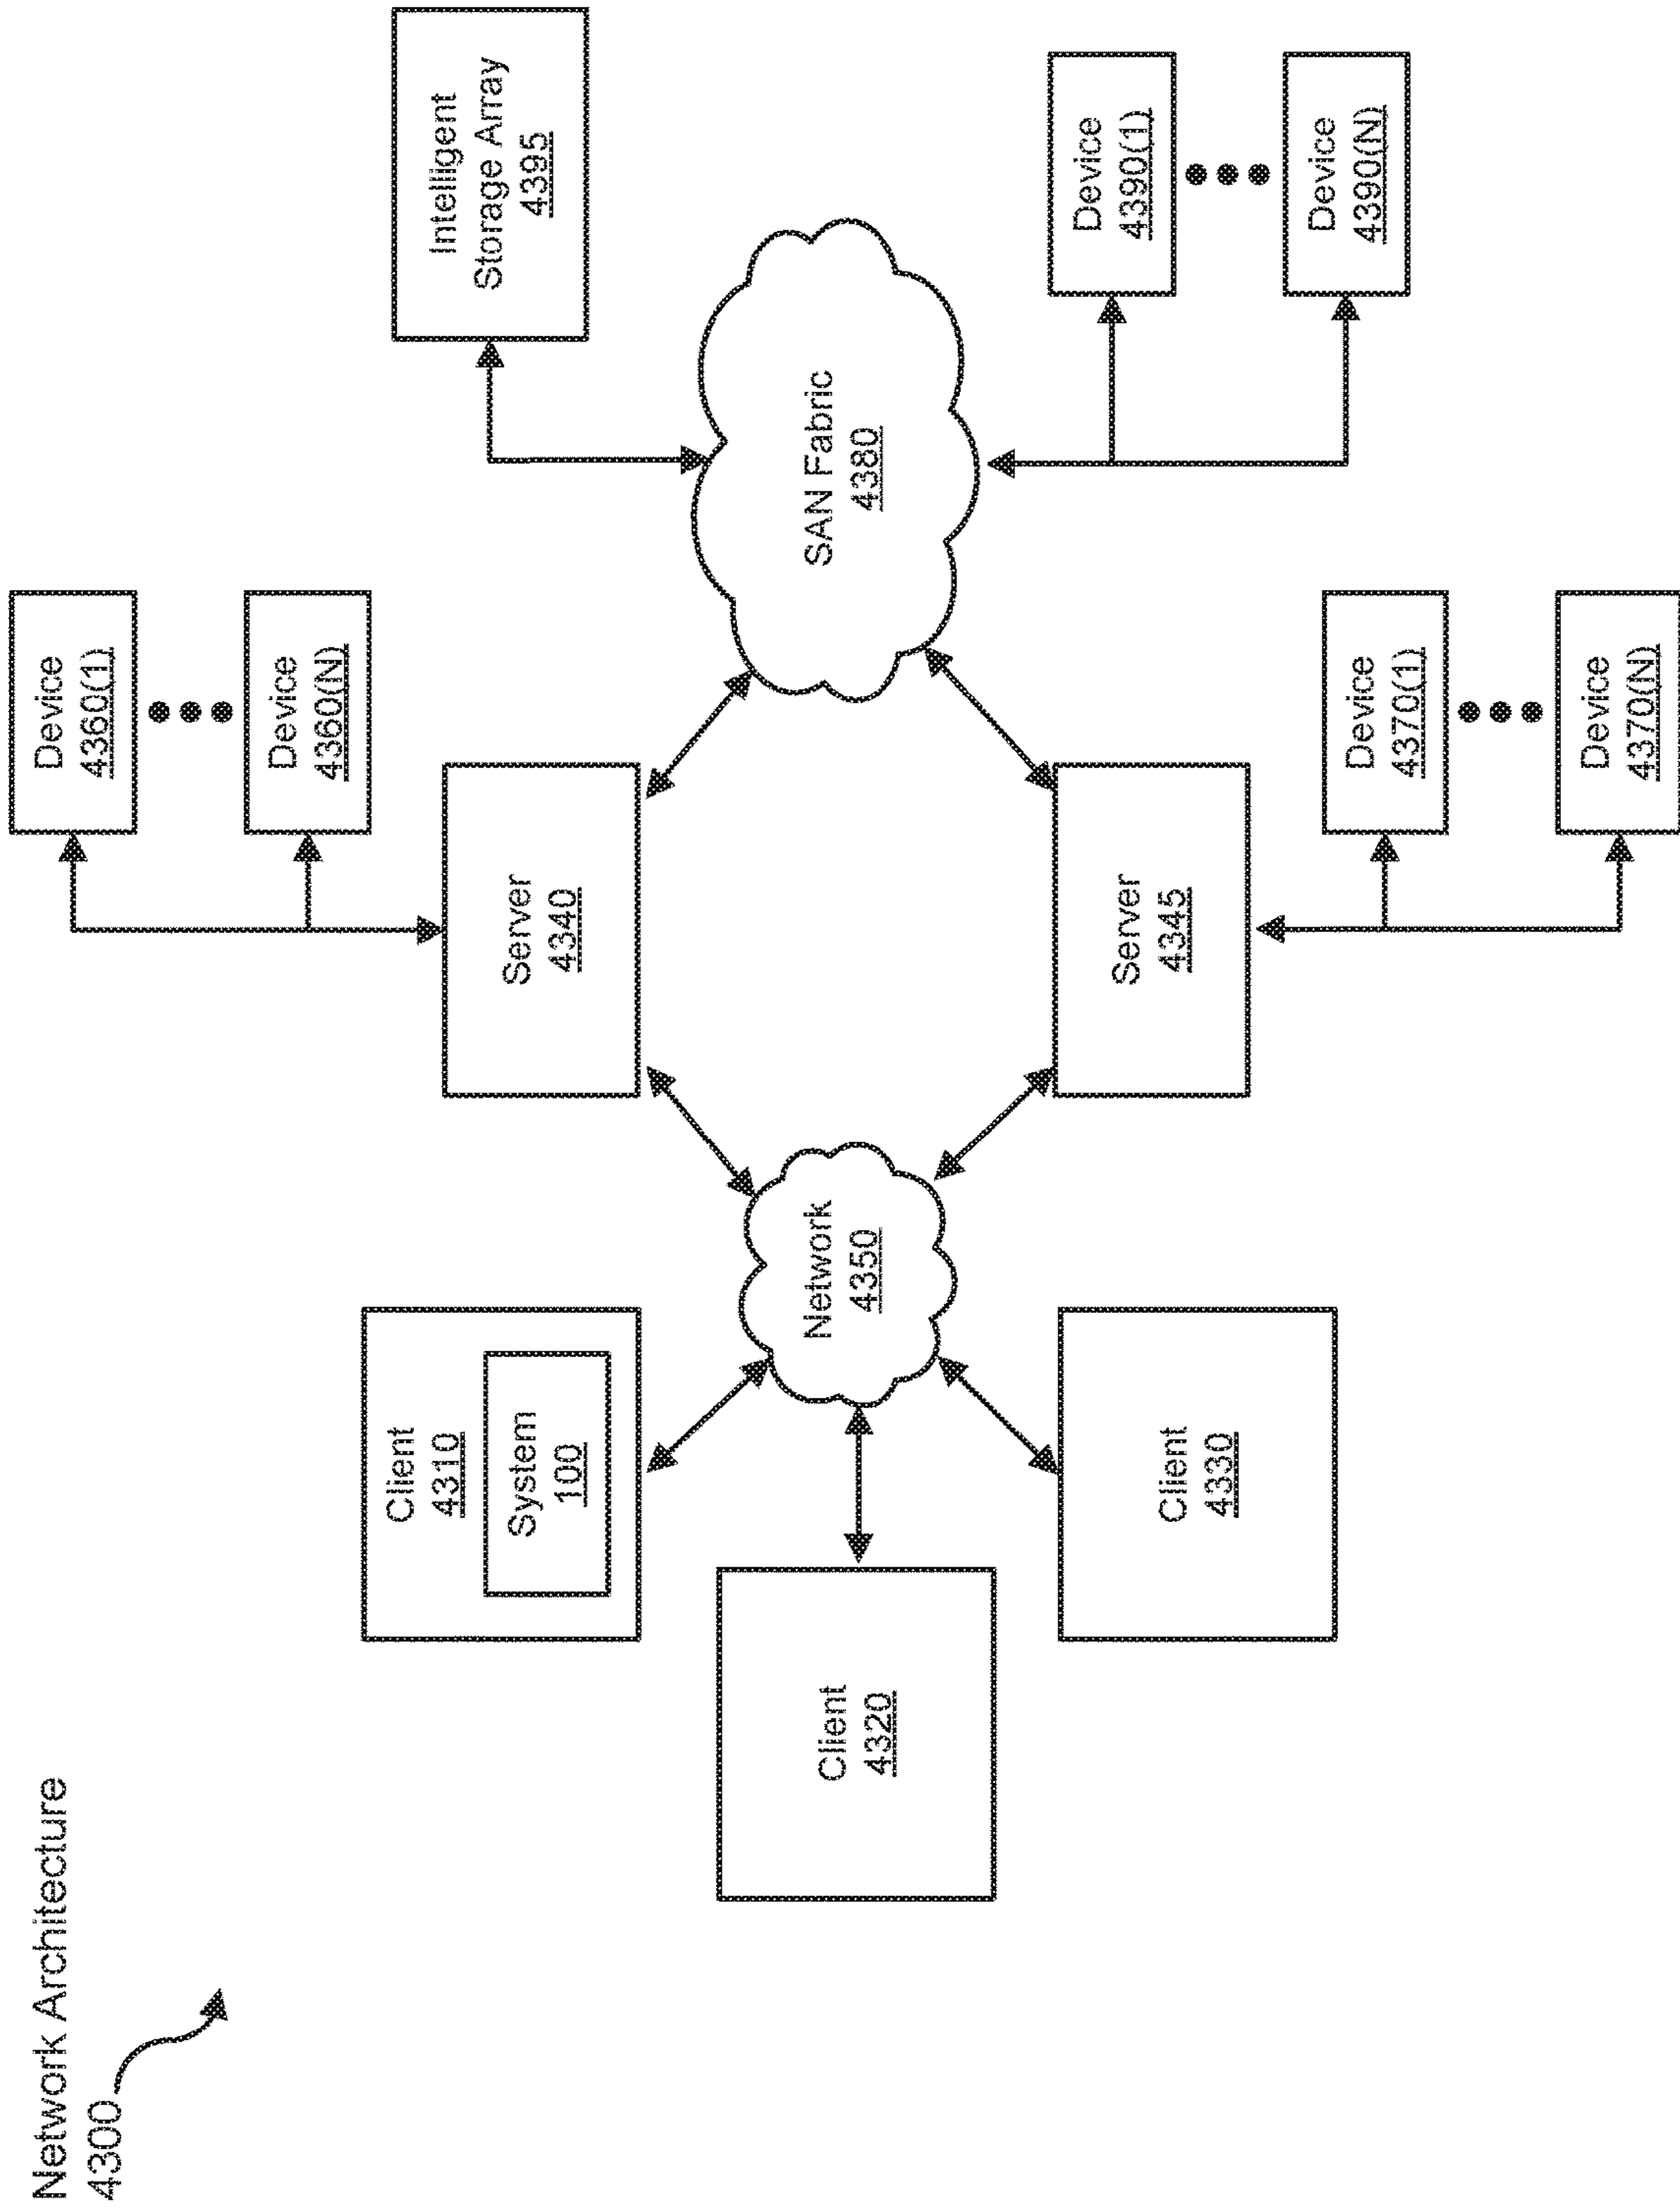 Network Architecture
4300
Client
4310
System
100
Client
4320
Client
4330
Network
4350
Server
4340
Server
4345
Device
4360(1)
Device
4360(N)
Device
4370(1)
Device
4370(N)
SAN Fabric
4380
Intelligent
Storage Array
4395
Device
4390(1)
Device
4390(N)